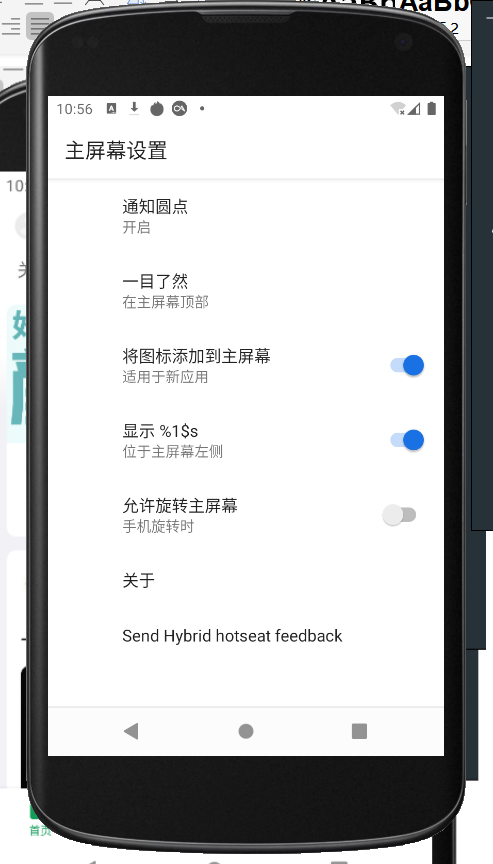 10:56
主屏幕设置
通知圆点
开启
一目了然
在主屏幕顶部
将图标添加到主屏幕
适用于新应用
显示 %1$s
位于主屏幕左侧
允许旋转主屏幕
手机旋转时
关于
Send Hybrid hotseat feedback
首页